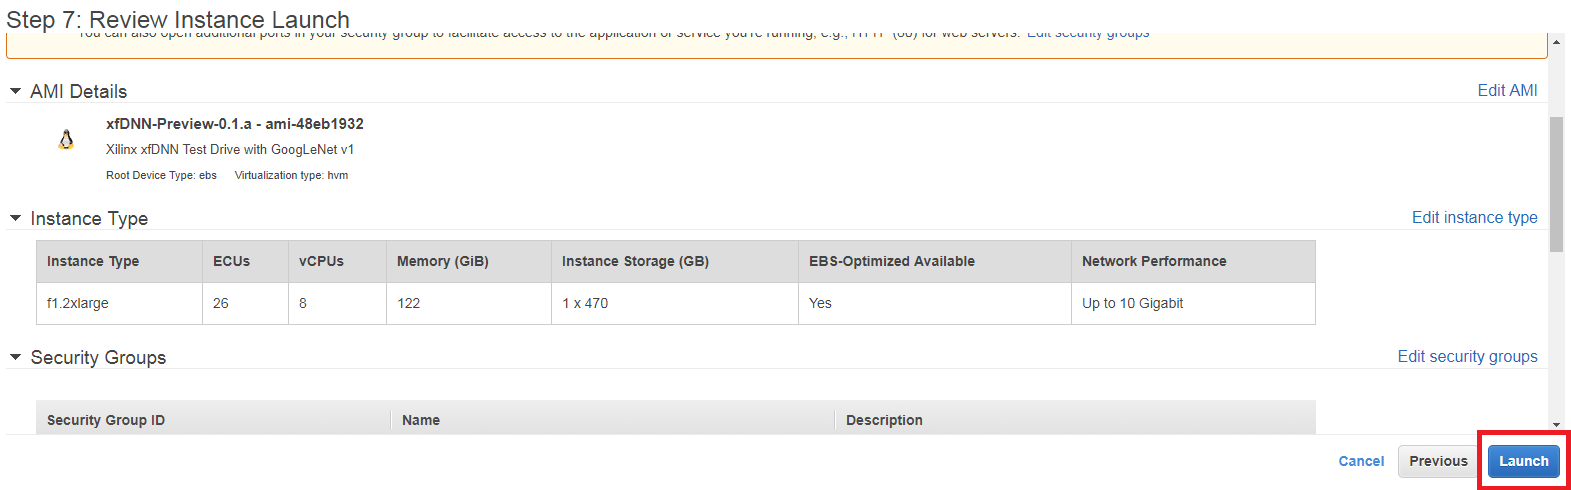 Step 7: Review Instance Launch
You can also open additional ports in your security group to facilitate access to the application or service you're running, e.g., HTTP (80) for web servers. Edit security groups
AMI Details Edit AMI
xfDNN-Preview-0.1.a - ami-48eb1932
Xilinx xfDNN Test Drive with GoogLeNet v1
Root Device Type: ebs Virtualization type: hvm
Instance Type Edit instance type
Instance Type ECUs vCPUs Memory (GiB) Instance Storage (GB) EBS-Optimized Available Network Performance
f1.2xlarge 26 8 122 1 x 470 Yes Up to 10 Gigabit
Security Groups Edit security groups
Security Group ID Name Description
Cancel Previous Launch